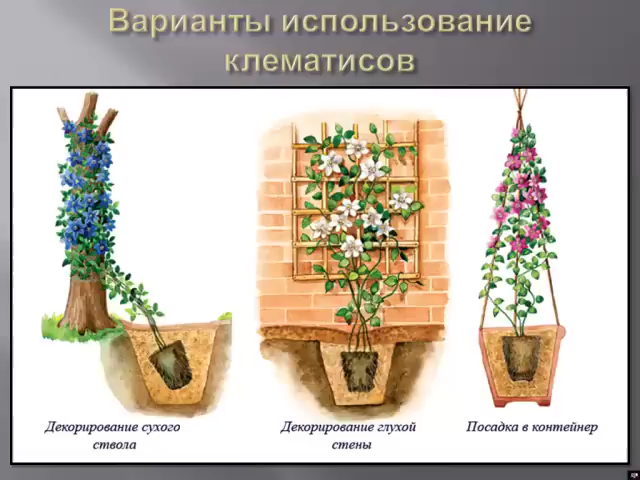 Варианты использование
клематисов
Декорирование сухого
ствола
Декорирование глухой
стены
Посадка в контейнер